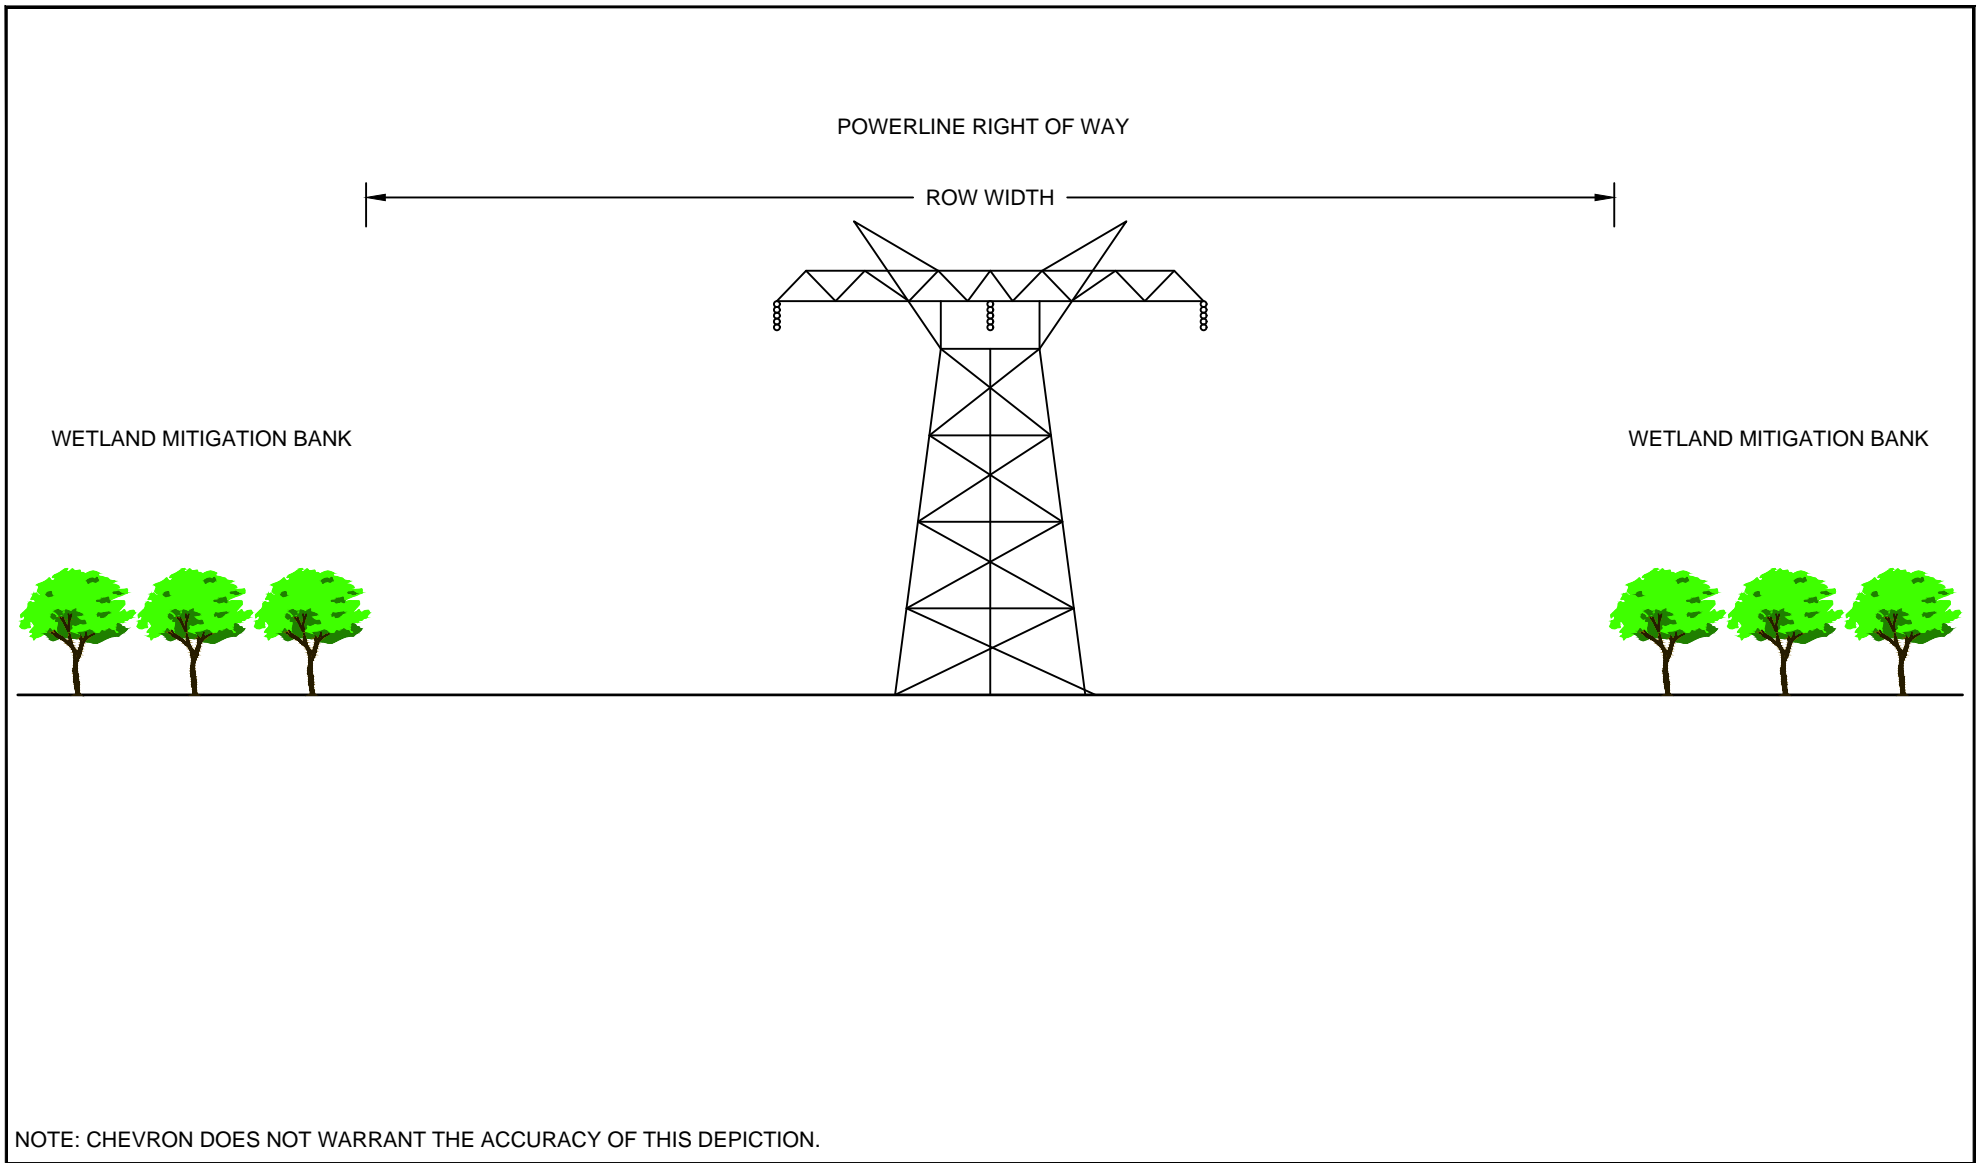 POWERLINE RIGHT OF WAY
ROW WIDTH
WETLAND MITIGATION BANK
WETLAND MITIGATION BANK
NOTE: CHEVRON DOES NOT WARRANT THE ACCURACY OF THIS DEPICTION.